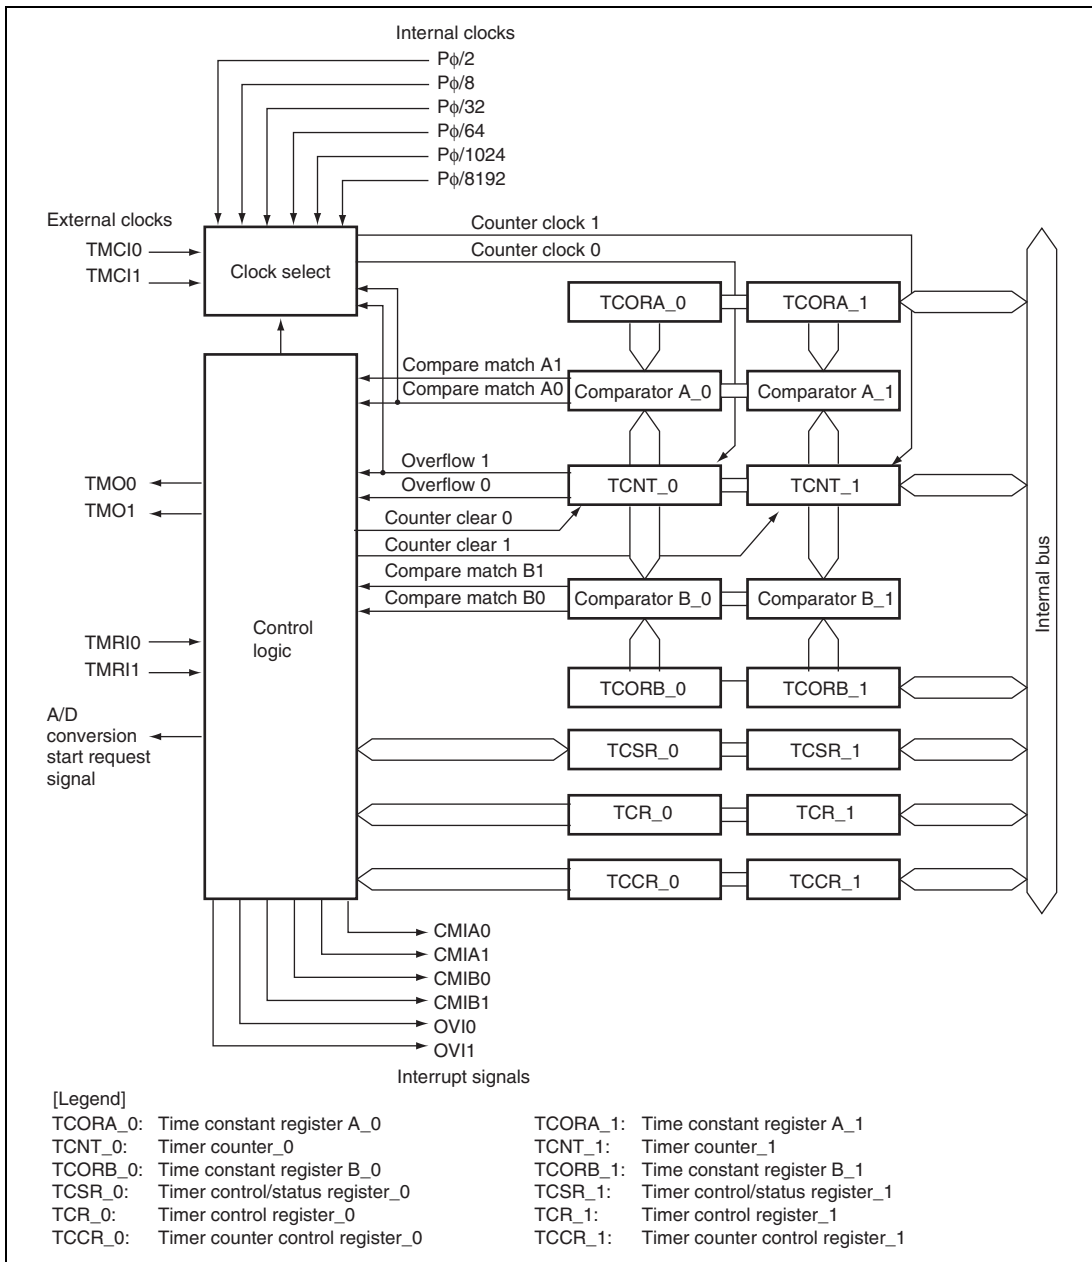 Internal clocks
Pϕ/2
Pϕ/8
Pϕ/32
Pϕ/64
Pϕ/1024
Pϕ/8192
External clocks
TMCI0
TMCI1
Clock select
Counter clock 1
Counter clock 0
TCORA_0
TCORA_1
Compare match A1
Compare match A0
Comparator A_0
Comparator A_1
TMO0
TMO1
Overflow 1
Overflow 0
TCNT_0
TCNT_1
Counter clear 0
Counter clear 1
Compare match B1
Compare match B0
Comparator B_0
Comparator B_1
Control
logic
TMRI0
TMRI1
TCORB_0
TCORB_1
A/D
conversion
start request
signal
TCSR_0
TCSR_1
TCR_0
TCR_1
TCCR_0
TCCR_1
Internal bus
CMIA0
CMIA1
CMIB0
CMIB1
OVI0
OVI1
Interrupt signals
[Legend]
TCORA_0: Time constant register A_0
TCNT_0: Timer counter_0
TCORB_0: Time constant register B_0
TCSR_0: Timer control/status register_0
TCR_0: Timer control register_0
TCCR_0: Timer counter control register_0
TCORA_1: Time constant register A_1
TCNT_1: Timer counter_1
TCORB_1: Time constant register B_1
TCSR_1: Timer control/status register_1
TCR_1: Timer control register_1
TCCR_1: Timer counter control register_1